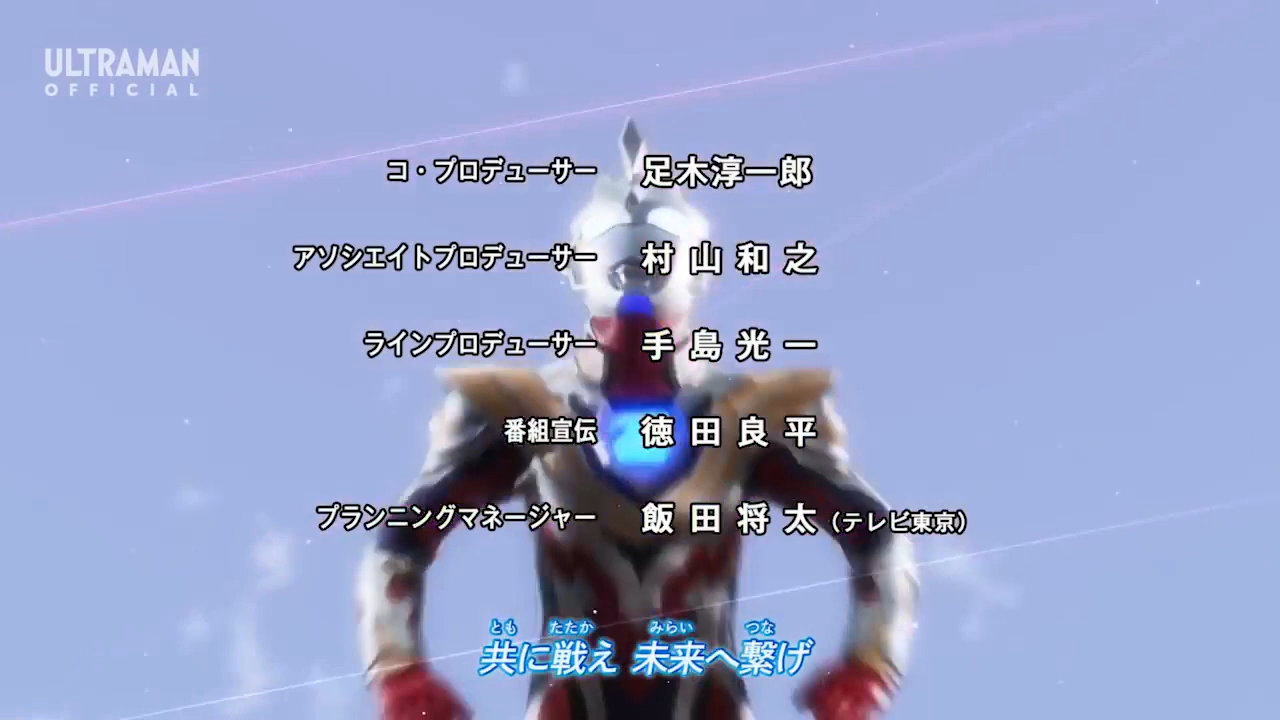 ULTRAMAN
OFFICIAL
コ・プロデューサー 足木淳一郎
アソシエイトプロデューサー 村山和之
ラインプロデューサー 手島光一
番組宣伝 徳田良平
プランニングマネージャー 飯田将太（テレビ東京）
とも たたか みらい つな
共に戦え 未来へ繋げ